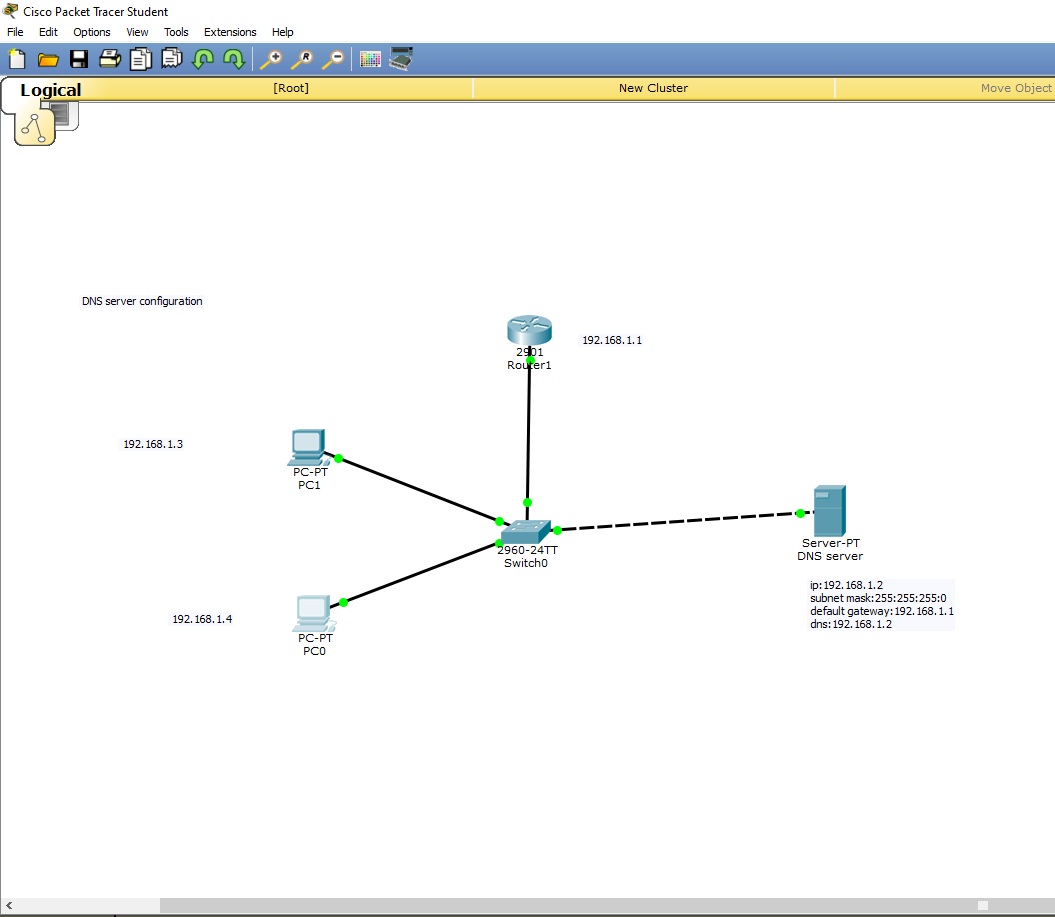 Cisco Packet Tracer Student
File Edit Options View Tools Extensions Help
Logical [Root] New Cluster Move Object
DNS server configuration
2901
Router1
192.168.1.1
192.168.1.3
PC-PT
PC1
2960-24TT
Switch0
Server-PT
DNS server
ip:192.168.1.2
subnet mask:255:255:255:0
default gateway:192.168.1.1
dns:192.168.1.2
192.168.1.4
PC-PT
PC0